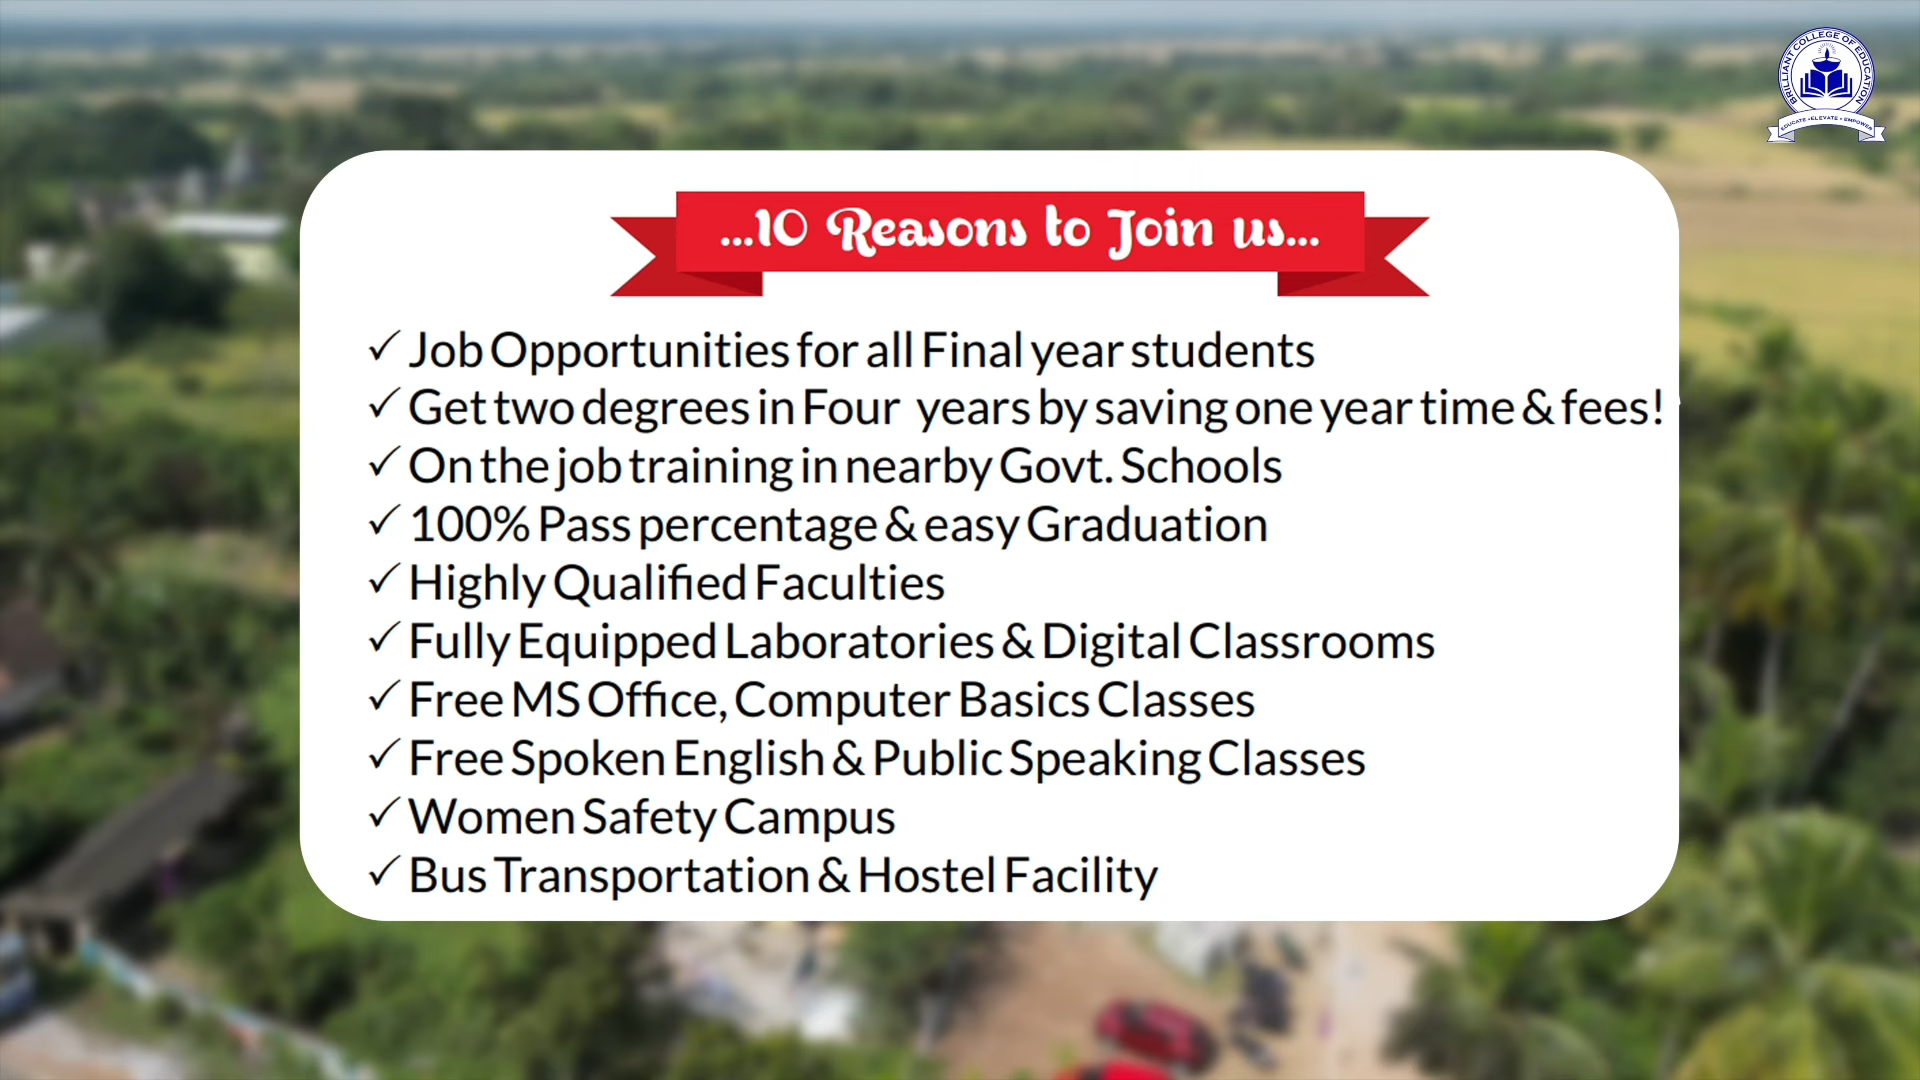 BRILLIANT COLLEGE OF EDUCATION
EDUCATE • ELEVATE • EMPOWER
...10 Reasons to Join us...
✓ Job Opportunities for all Final year students
✓ Get two degrees in Four years by saving one year time & fees!
✓ On the job training in nearby Govt. Schools
✓ 100% Pass percentage & easy Graduation
✓ Highly Qualified Faculties
✓ Fully Equipped Laboratories & Digital Classrooms
✓ Free MS Office, Computer Basics Classes
✓ Free Spoken English & Public Speaking Classes
✓ Women Safety Campus
✓ Bus Transportation & Hostel Facility